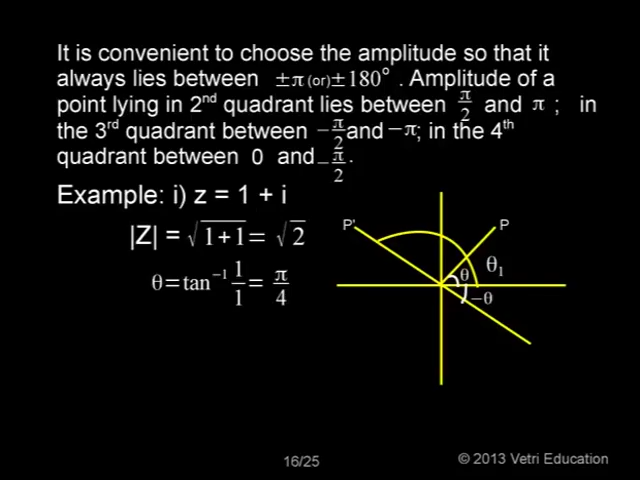 It is convenient to choose the amplitude so that it
always lies between ±π (or) ±180°. Amplitude of a
point lying in 2nd quadrant lies between π/2 and π ; in
the 3rd quadrant between −π/2 and −π; in the 4th
quadrant between 0 and −π/2.
Example: i) z = 1 + i
|Z| = √(1+1) = √2
θ = tan⁻¹ 1/1 = π/4
P'
P
θ₁
θ
−θ
16/25
© 2013 Vetri Education